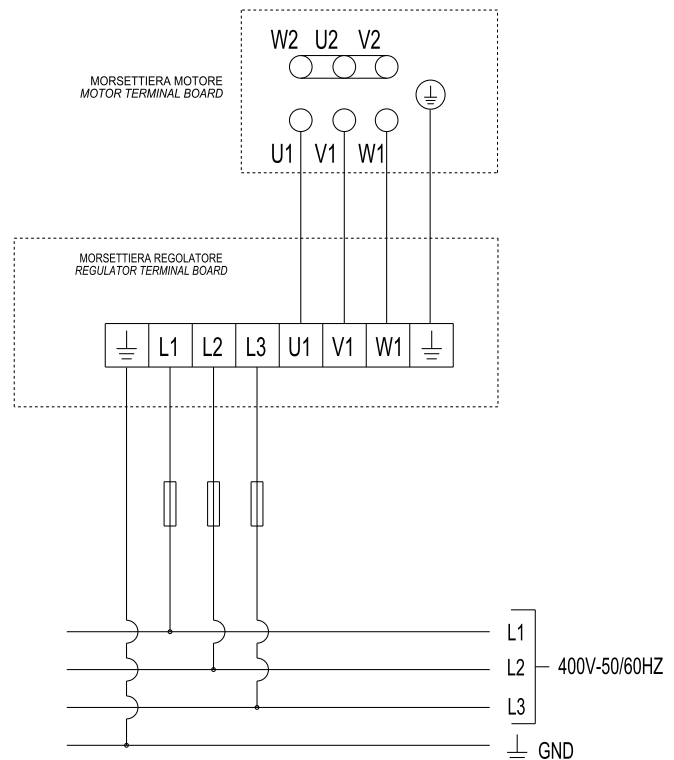 W2 U2 V2
MORSETTIERA MOTORE
MOTOR TERMINAL BOARD
U1 V1 W1
MORSETTIERA REGOLATORE
REGULATOR TERMINAL BOARD
L1 L2 L3 U1 V1 W1
L1
L2 400V-50/60HZ
L3
GND